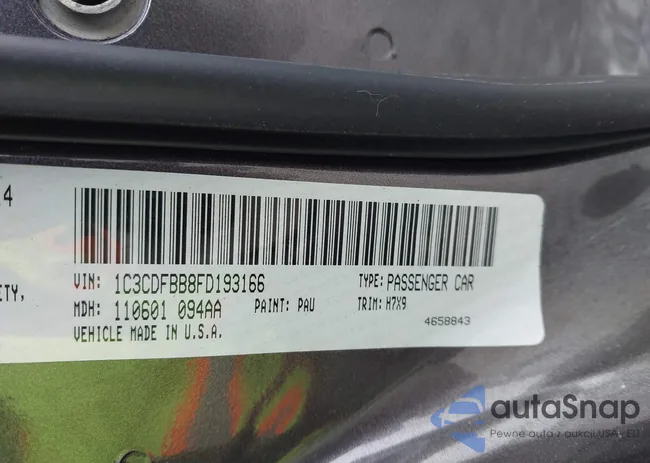 4
VIN: 1C3CDFBB8FD193166 TYPE: PASSENGER CAR
ITY, MDH: 110601 094AA PAINT: PAU TRIM: H7X9
VEHICLE MADE IN U.S.A. 4658843
autaSnap
Pewne auta z aukcji USA i EU